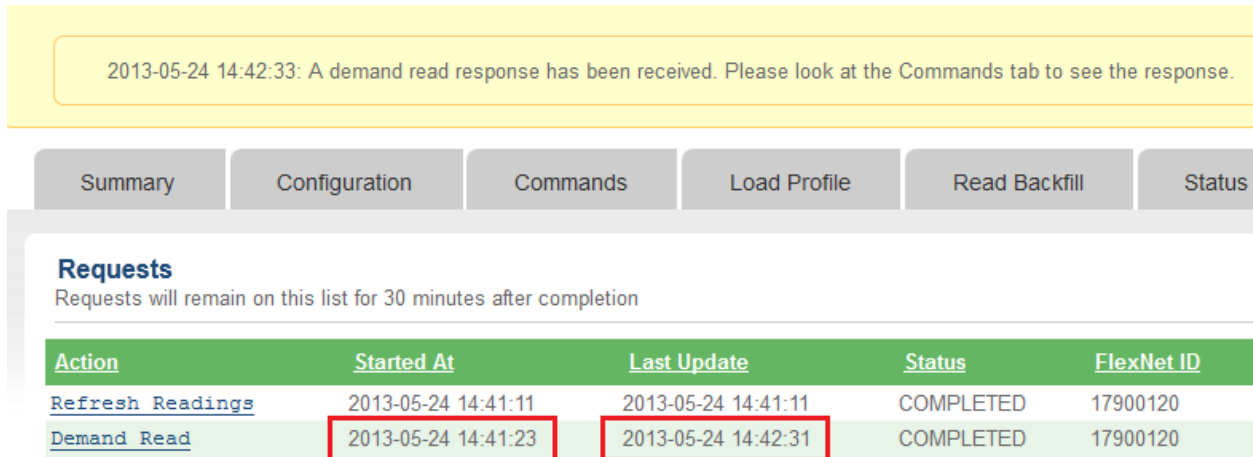 2013-05-24 14:42:33: A demand read response has been received. Please look at the Commands tab to see the response.
Summary Configuration Commands Load Profile Read Backfill Status
Requests
Requests will remain on this list for 30 minutes after completion
Action Started At Last Update Status FlexNet ID
Refresh Readings 2013-05-24 14:41:11 2013-05-24 14:41:11 COMPLETED 17900120
Demand Read 2013-05-24 14:41:23 2013-05-24 14:42:31 COMPLETED 17900120